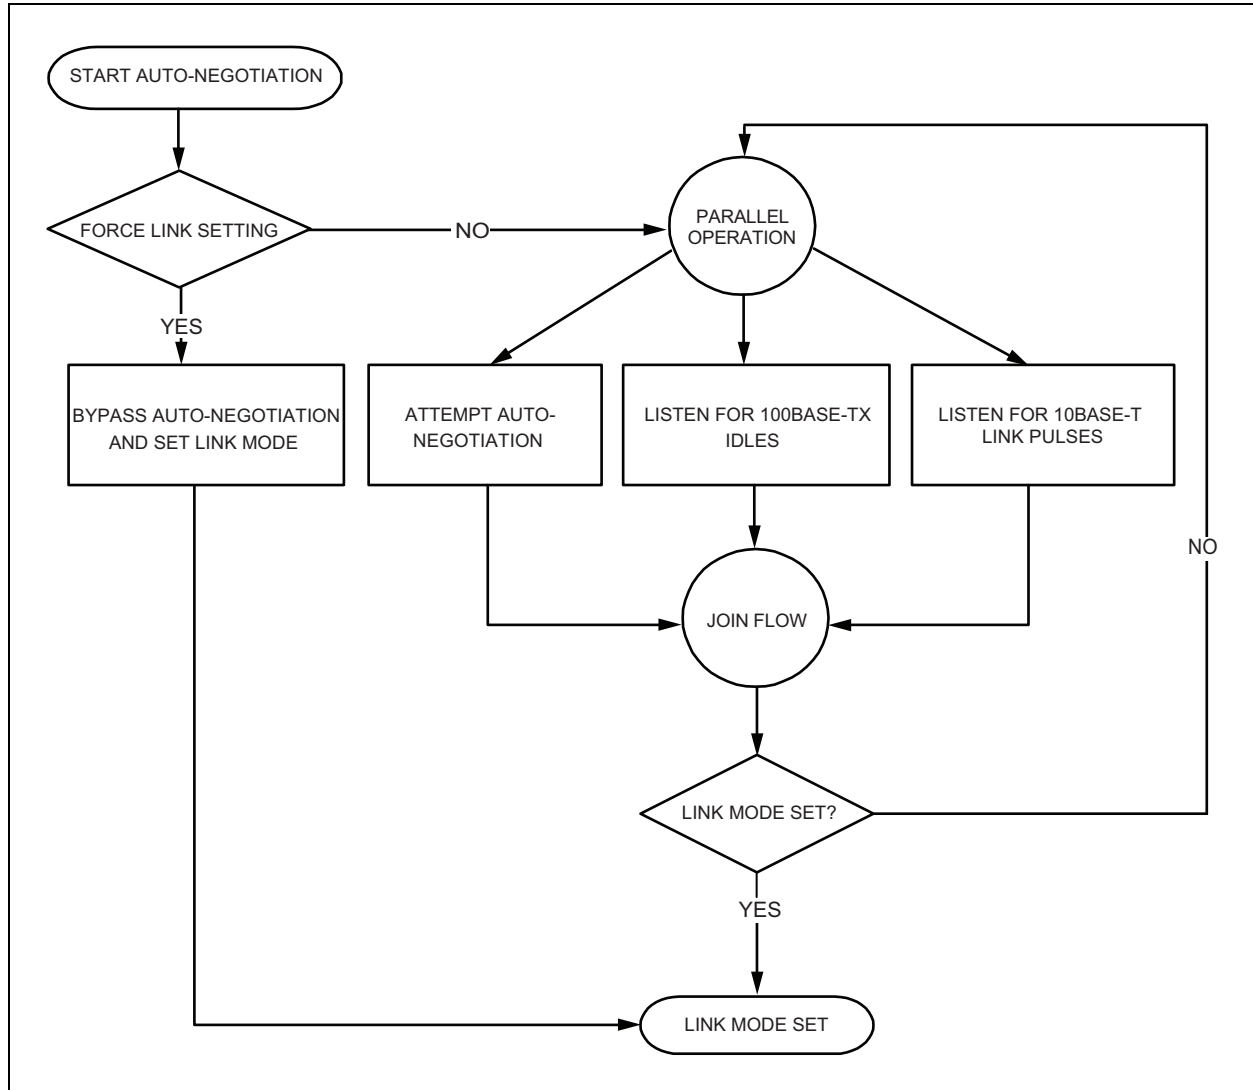 START AUTO-NEGOTIATION
FORCE LINK SETTING
NO
PARALLEL
OPERATION
YES
BYPASS AUTO-NEGOTIATION
AND SET LINK MODE
ATTEMPT AUTO-
NEGOTIATION
LISTEN FOR 100BASE-TX
IDLES
LISTEN FOR 10BASE-T
LINK PULSES
NO
JOIN FLOW
LINK MODE SET?
YES
LINK MODE SET